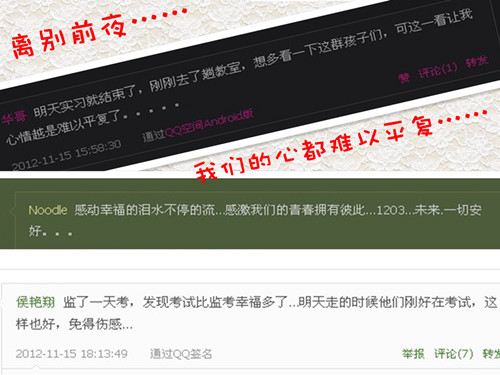 离别前夜……
华哥 明天实习就结束了，刚刚去了趟教室，想多看一下这群孩子们，可这一看让我
心情越是难以平复了。。。。。
2012-11-15 15:58:30 通过QQ空间Android版 赞 评论(1) 转发
我们的心都难以平复……
Noodle 感动幸福的泪水不停的流...感激我们的青春拥有彼此...1203...未来.一切安
好。。。
侯艳翔 监了一天考，发现考试比监考幸福多了...明天走的时候他们刚好在考试，这
样也好，免得伤感...
2012-11-15 18:13:49 通过QQ签名 举报 评论(7) 转发